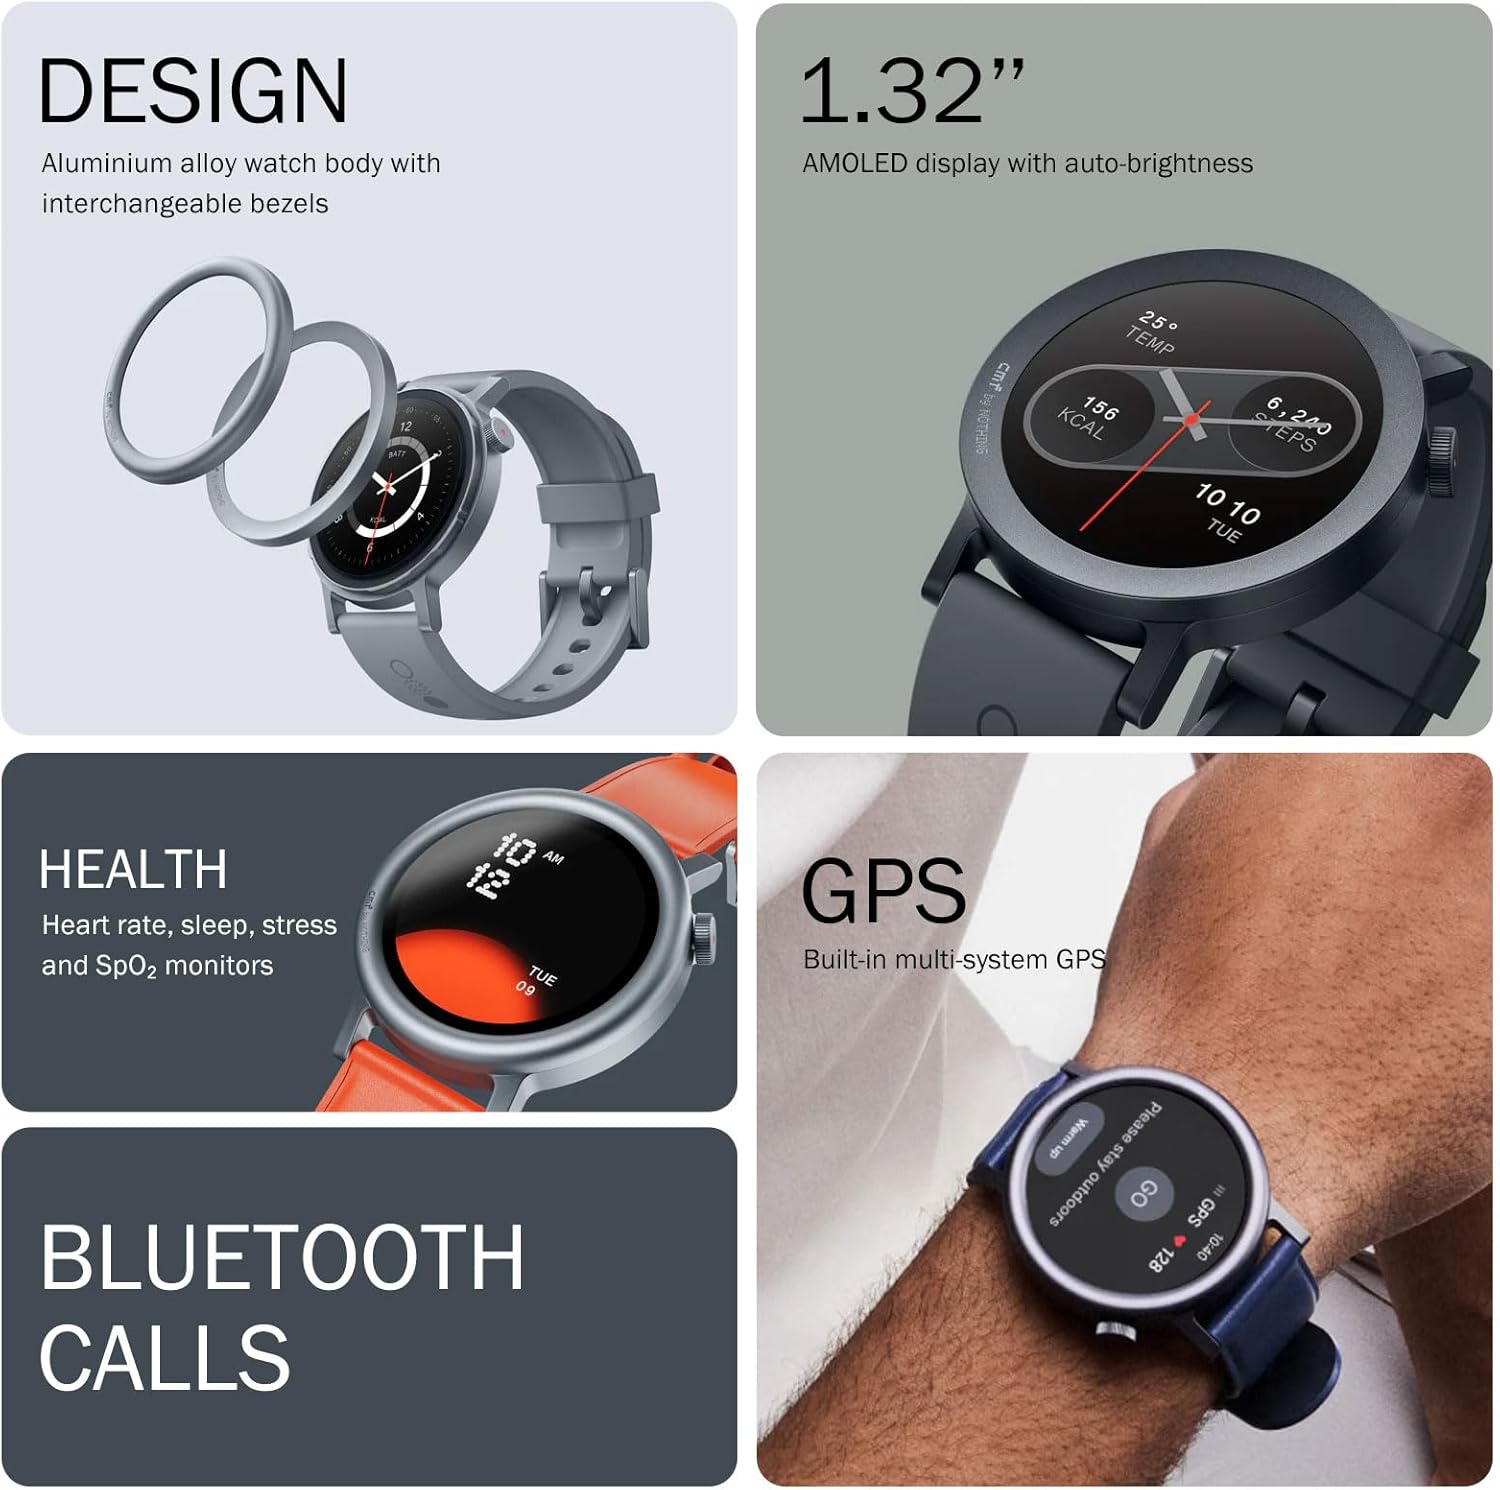 DESIGN
Aluminium alloy watch body with
interchangeable bezels
12
BATT
KCAL
6
4
1.32”
AMOLED display with auto-brightness
25°
TEMP
156
KCAL
6,240
STEPS
10 10
TUE
cmf by NOTHING
HEALTH
Heart rate, sleep, stress
and SpO₂ monitors
10
AM
TUE
09
GPS
Built-in multi-system GPS
10:40
128
GPS
GO
Please stay outdoors
Warm up
BLUETOOTH
CALLS